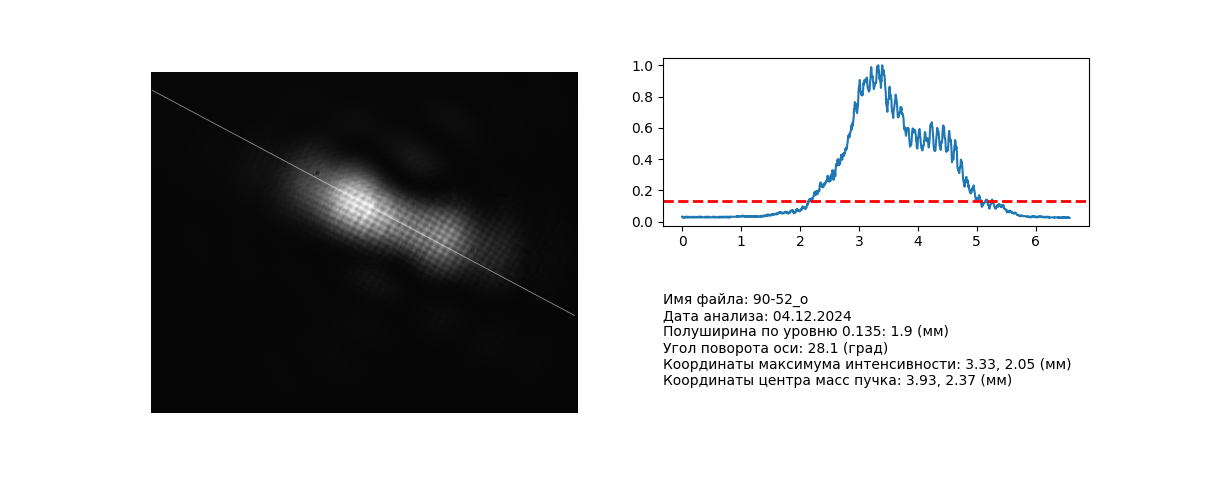 1.0
0.8
0.6
0.4
0.2
0.0
0 1 2 3 4 5 6
Имя файла: 90-52_o
Дата анализа: 04.12.2024
Полуширина по уровню 0.135: 1.9 (мм)
Угол поворота оси: 28.1 (град)
Координаты максимума интенсивности: 3.33, 2.05 (мм)
Координаты центра масс пучка: 3.93, 2.37 (мм)